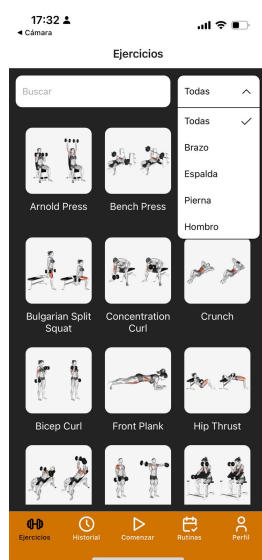 17:32
◀ Cámara
Ejercicios
Buscar
Todas
Todas
Brazo
Espalda
Pierna
Hombro
Arnold Press
Bench Press
Bulgarian Split
Squat
Concentration
Curl
Crunch
Bicep Curl
Front Plank
Hip Thrust
Ejercicios
Historial
Comenzar
Rutinas
Perfil